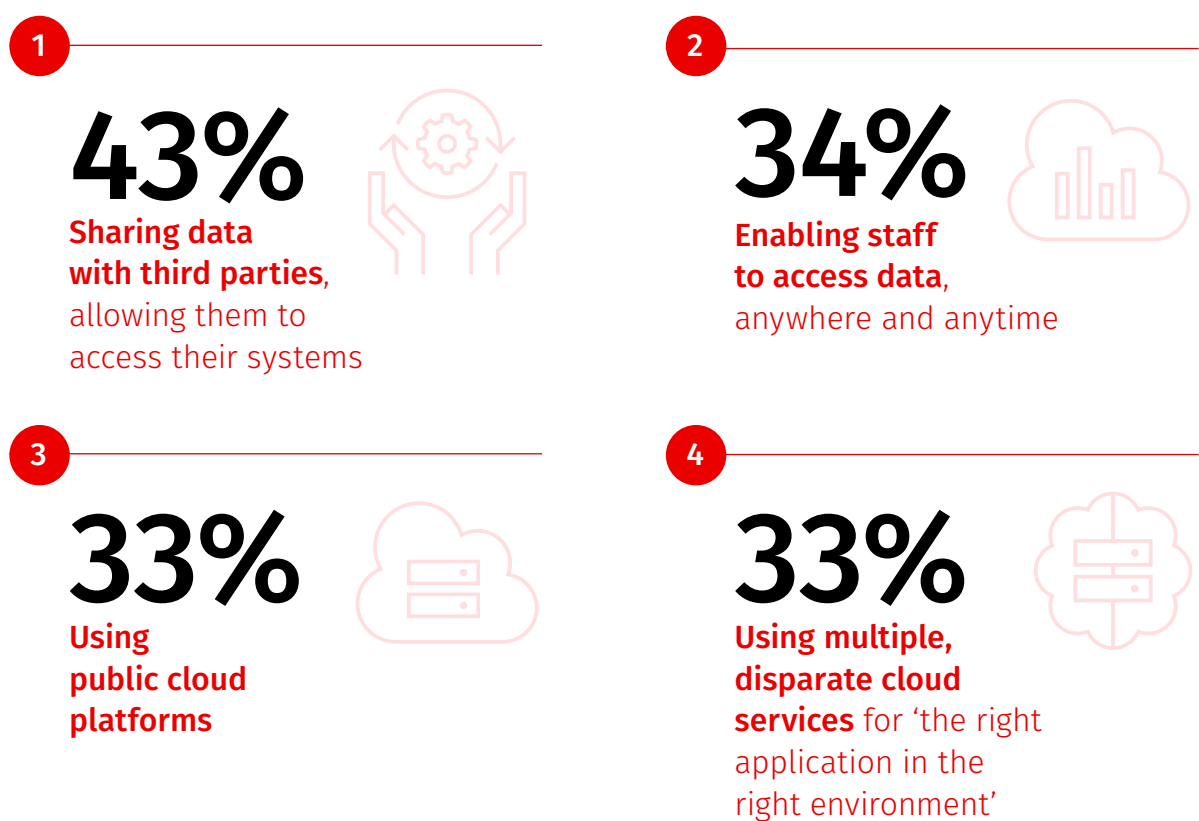 1
43%
Sharing data
with third parties,
allowing them to
access their systems
2
34%
Enabling staff
to access data,
anywhere and anytime
3
33%
Using
public cloud
platforms
4
33%
Using multiple,
disparate cloud
services for ‘the right
application in the
right environment’